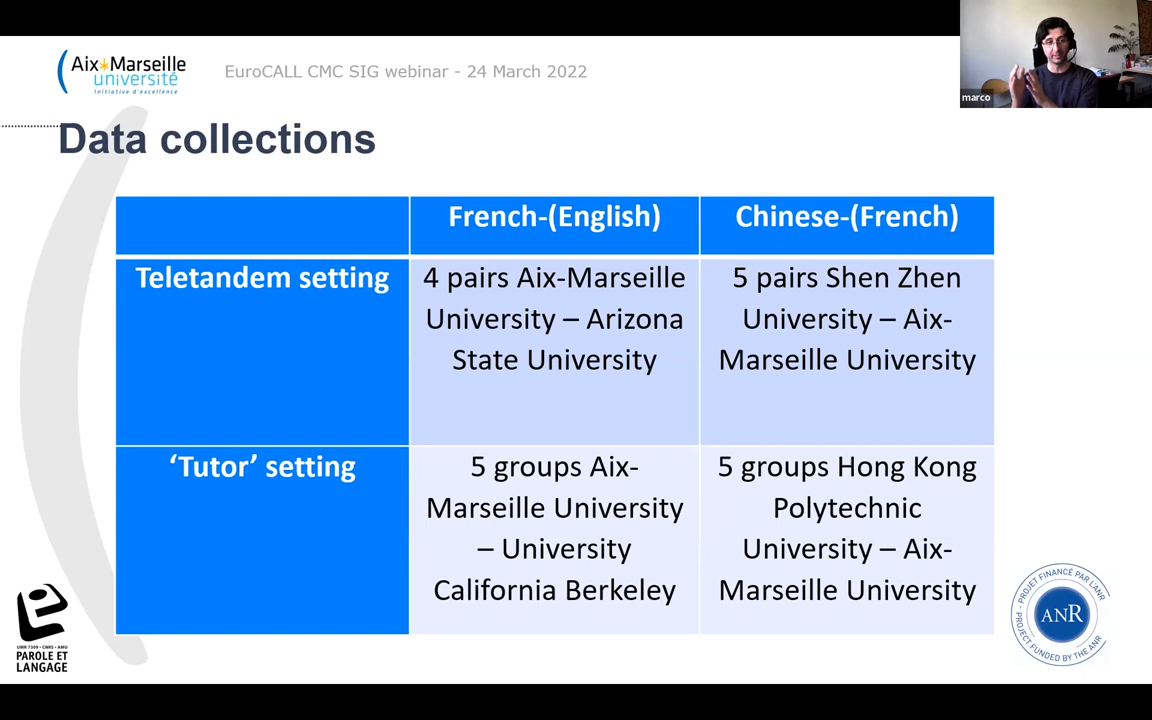 Aix*Marseille
université
Initiative d'excellence
EuroCALL CMC SIG webinar - 24 March 2022
marco
Data collections
French-(English)
Chinese-(French)
Teletandem setting
4 pairs Aix-Marseille
University – Arizona
State University
5 pairs Shen Zhen
University – Aix-
Marseille University
‘Tutor’ setting
5 groups Aix-
Marseille University
– University
California Berkeley
5 groups Hong Kong
Polytechnic
University – Aix-
Marseille University
UMR 7309 • CNRS • AMU
PAROLE ET
LANGAGE
PROJET FINANCÉ PAR L'ANR
ANR
PROJECT FUNDED BY THE ANR